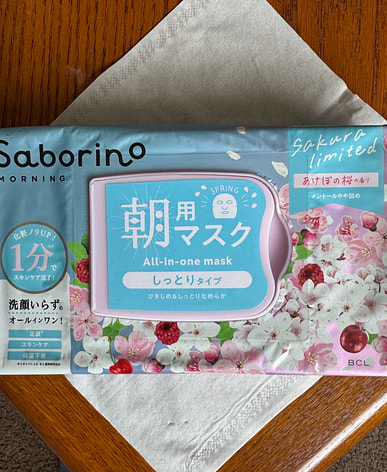 Saborino
MORNING
sakura
limited
あけぼの桜の香り
メントールやや弱め
SPRING
朝用マスク
All-in-one mask
しっとりタイプ
ひきしめ&しっとりなめらか
化粧ノリUP!
1分で
スキンケア完了!
洗顔いらず。
オールインワン!
洗顔
スキンケア
保湿下地
BCL